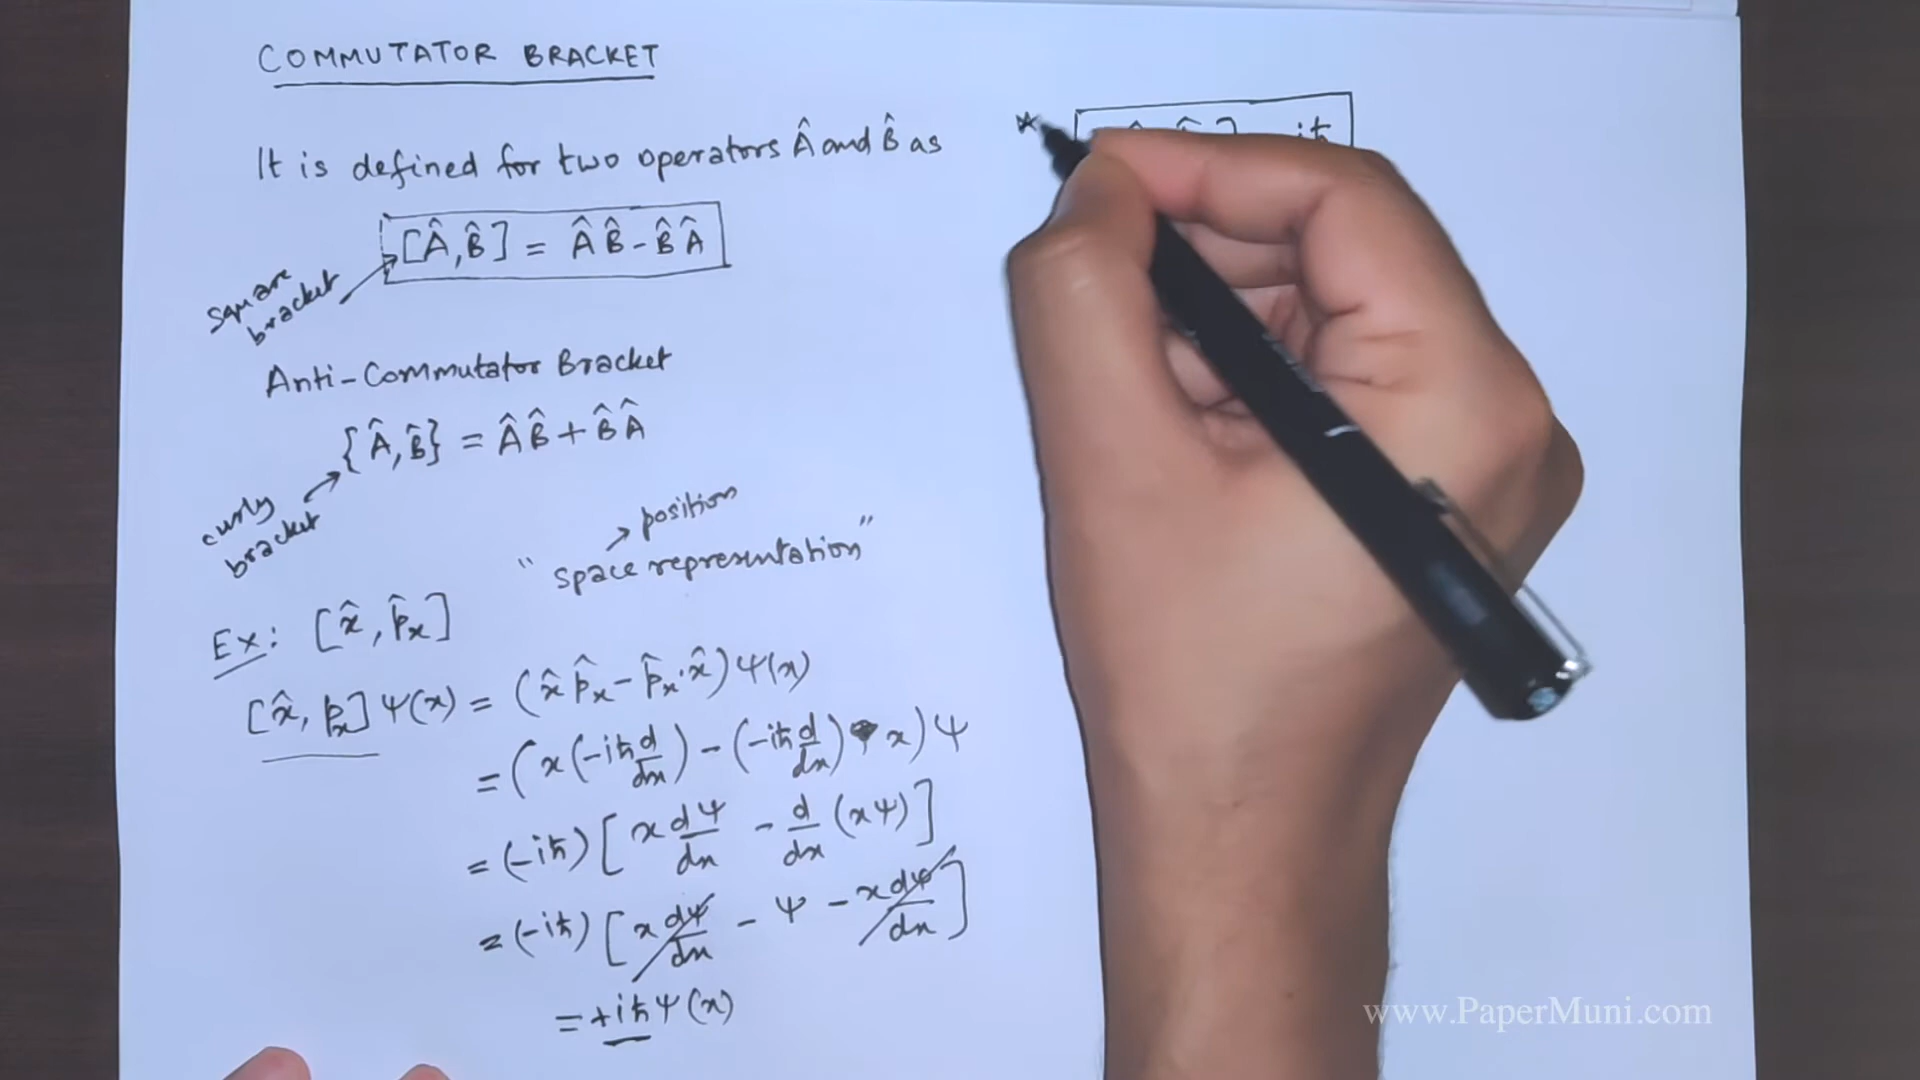 COMMUTATOR BRACKET
It is defined for two operators Â and B̂ as
[Â, B̂] = Â B̂ - B̂ Â
square
bracket
Anti-Commutator Bracket
{Â, B̂} = Â B̂ + B̂ Â
curly
bracket
position
" space representation "
Ex: [x̂, p̂x]
[x̂, px] Ψ(x) = (x̂ p̂x - p̂x · x̂) Ψ(x)
= (x (-iħ d/dx) - (-iħ d/dx) x) Ψ
= (-iħ) [x dΨ/dx - d/dx (xΨ)]
= (-iħ) [x dΨ/dx - Ψ - x dΨ/dx]
= +iħ Ψ(x)
] iħ
www.PaperMuni.com